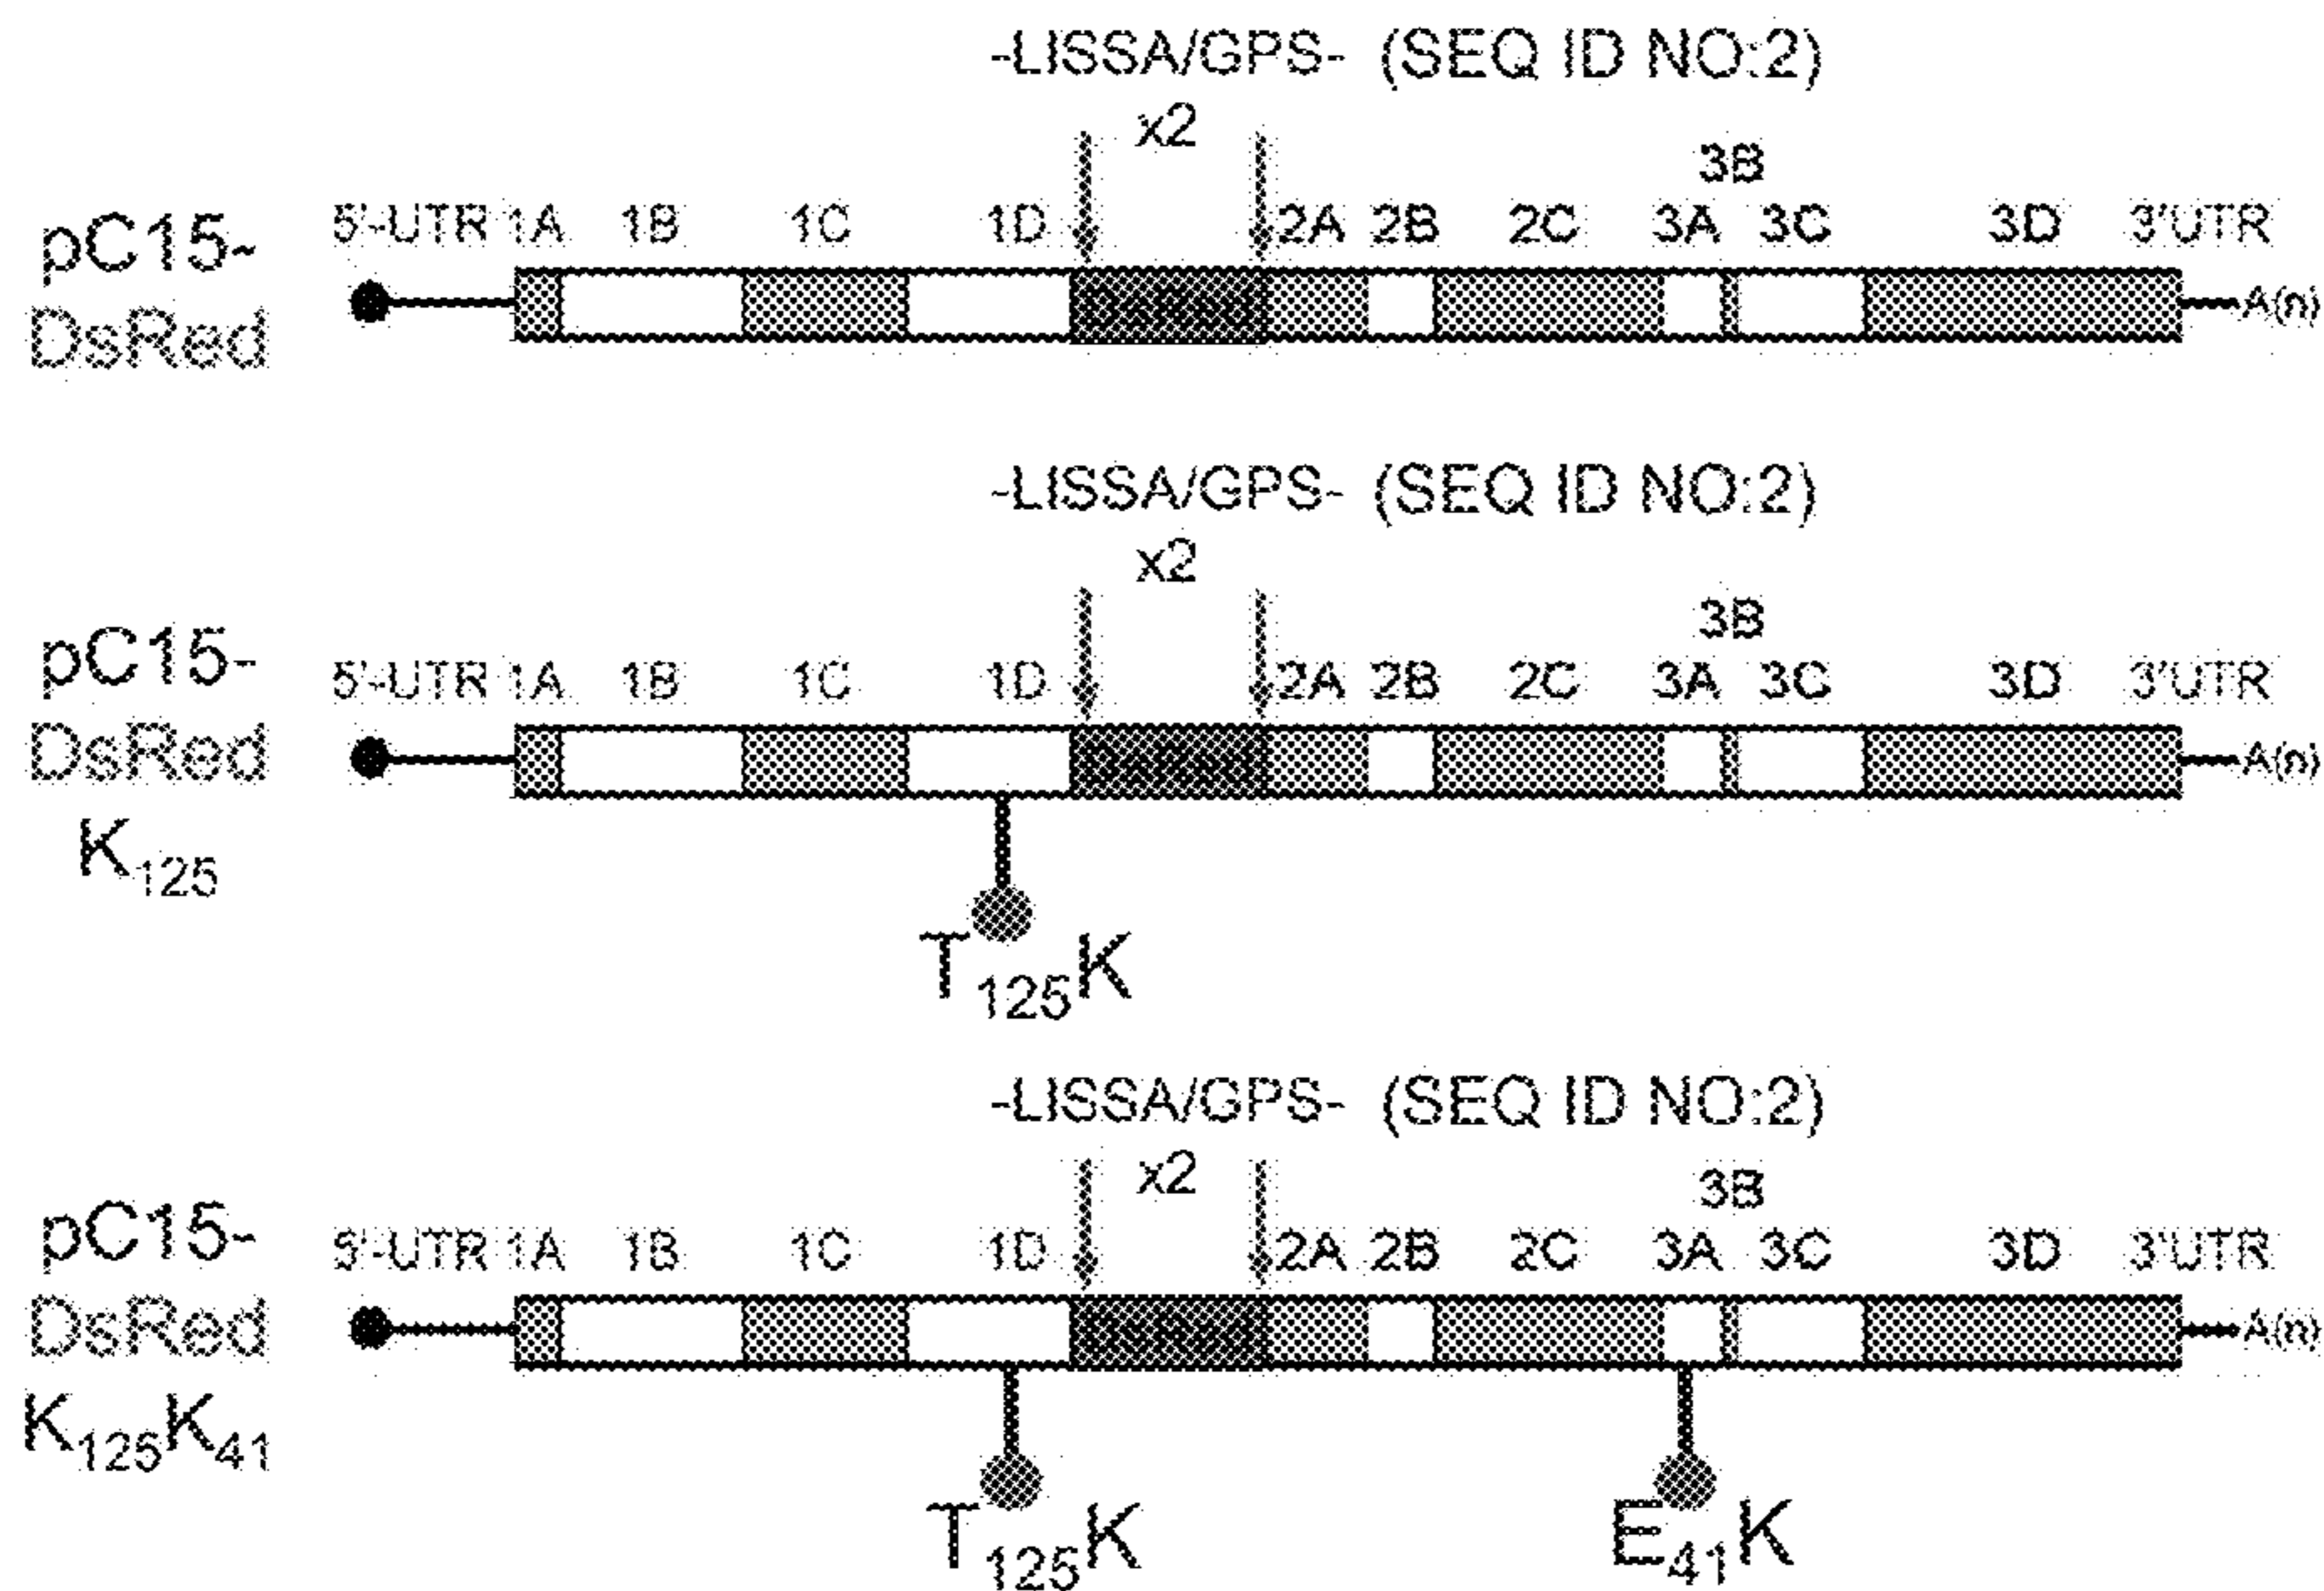 -LISSA/GPS- (SEQ ID NO:2)
x2
3B
pC15-
DsRed
5'-UTR 1A 1B 1C 1D 2A 2B 2C 3A 3C 3D 3'UTR
DsRed
A(n)
-LISSA/GPS- (SEQ ID NO:2)
x2
3B
pC15-
DsRed
K125
5'-UTR 1A 1B 1C 1D 2A 2B 2C 3A 3C 3D 3'UTR
DsRed
A(n)
T125K
-LISSA/GPS- (SEQ ID NO:2)
x2
3B
pC15-
DsRed
K125K41
5'-UTR 1A 1B 1C 1D 2A 2B 2C 3A 3C 3D 3'UTR
DsRed
A(n)
T125K
E41K